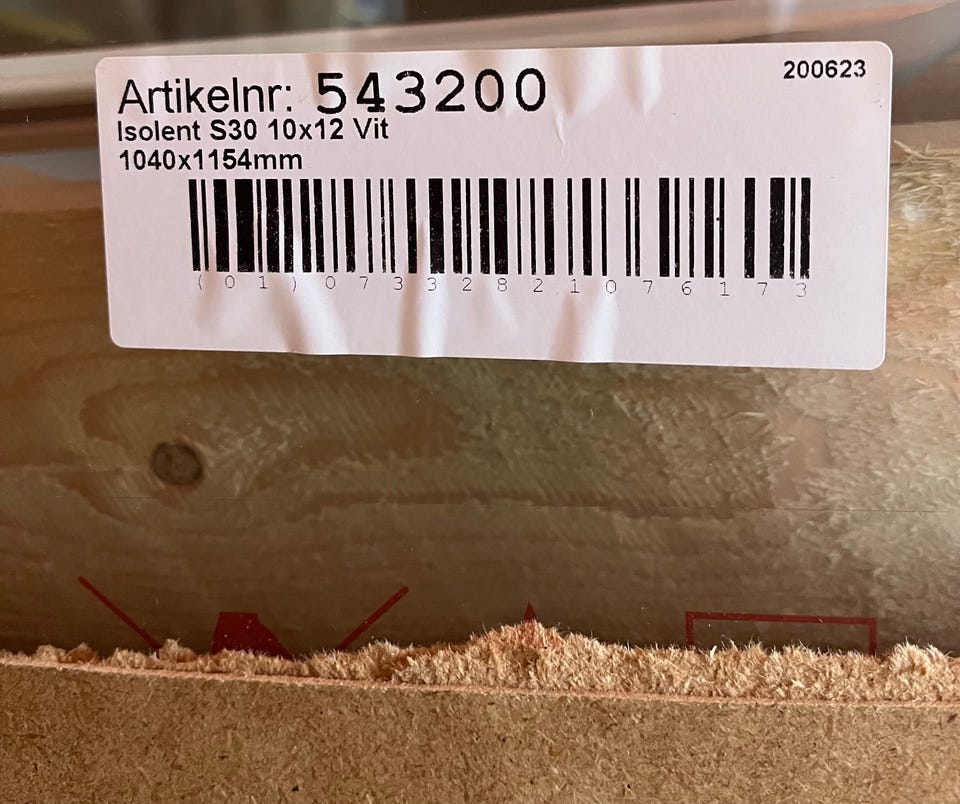 Artikelnr: 543200
200623
Isolent S30 10x12 Vit
1040x1154mm
(01)07332821076173